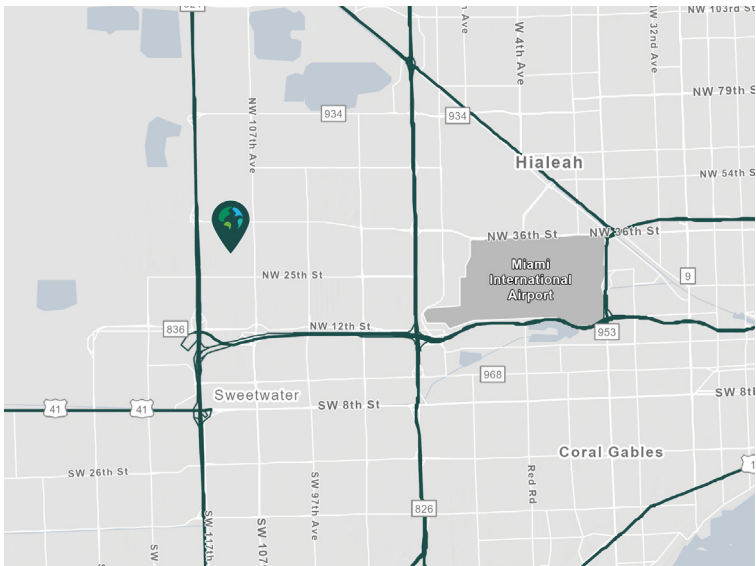 821
NW 103rd St
W 4th Ave
NW 32nd Ave
NW 79th St
934
934
NW 107th Ave
Hialeah
NW 54th St
NW 36th St
NW 36th St
Miami
International
Airport
NW 25th St
9
836
NW 12th St
953
968
Sweetwater
SW 8th St
SW 8th
41
41
Coral Gables
SW 26th St
1
Red Rd
SW 97th Ave
826
SW 117th
SW 107
SW